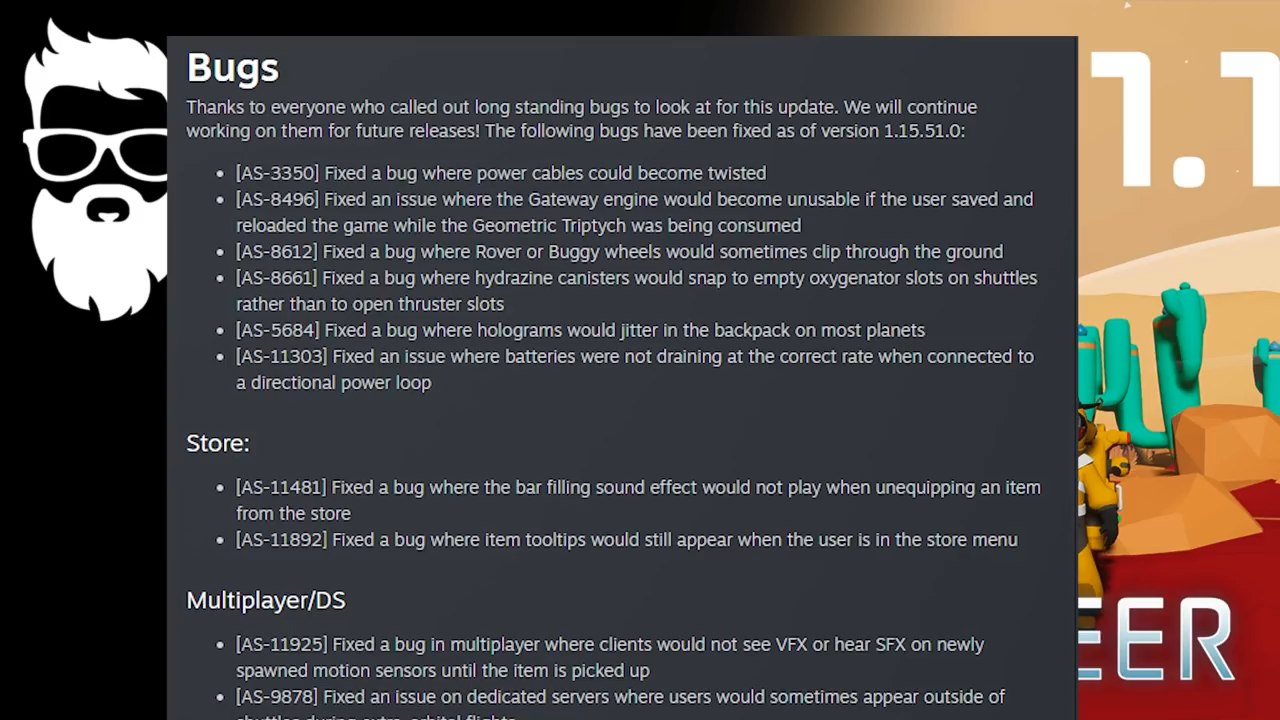 Bugs
Thanks to everyone who called out long standing bugs to look at for this update. We will continue
working on them for future releases! The following bugs have been fixed as of version 1.15.51.0:
• [AS-3350] Fixed a bug where power cables could become twisted
• [AS-8496] Fixed an issue where the Gateway engine would become unusable if the user saved and
reloaded the game while the Geometric Triptych was being consumed
• [AS-8612] Fixed a bug where Rover or Buggy wheels would sometimes clip through the ground
• [AS-8661] Fixed a bug where hydrazine canisters would snap to empty oxygenator slots on shuttles
rather than to open thruster slots
• [AS-5684] Fixed a bug where holograms would jitter in the backpack on most planets
• [AS-11303] Fixed an issue where batteries were not draining at the correct rate when connected to
a directional power loop
Store:
• [AS-11481] Fixed a bug where the bar filling sound effect would not play when unequipping an item
from the store
• [AS-11892] Fixed a bug where item tooltips would still appear when the user is in the store menu
Multiplayer/DS
• [AS-11925] Fixed a bug in multiplayer where clients would not see VFX or hear SFX on newly
spawned motion sensors until the item is picked up
• [AS-9878] Fixed an issue on dedicated servers where users would sometimes appear outside of
shuttles during extra-orbital flights
1.1
EER